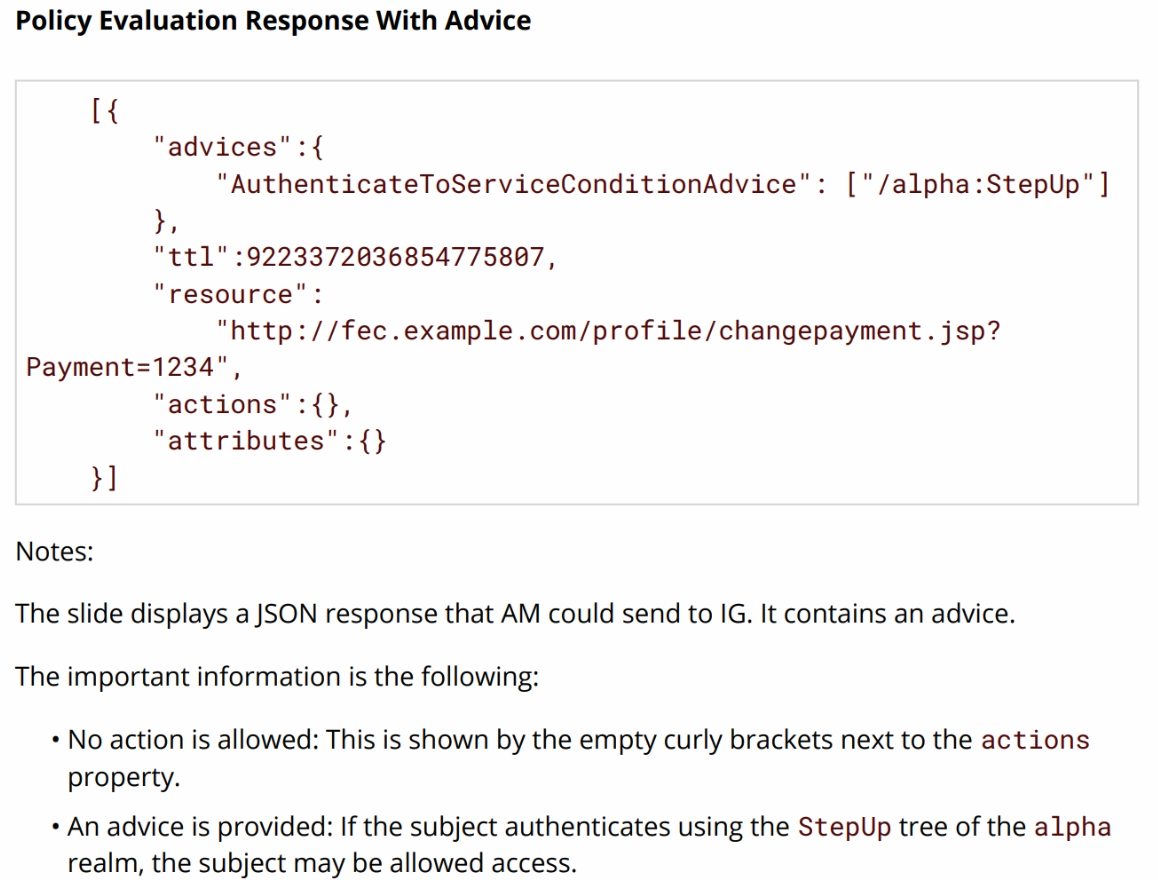 Policy Evaluation Response With Advice
[{
"advices":{
"AuthenticateToServiceConditionAdvice": ["/alpha:StepUp"]
},
"ttl":9223372036854775807,
"resource":
"http://fec.example.com/profile/changepayment.jsp?
Payment=1234",
"actions":{},
"attributes":{}
}]
Notes:
The slide displays a JSON response that AM could send to IG. It contains an advice.
The important information is the following:
• No action is allowed: This is shown by the empty curly brackets next to the actions
property.
• An advice is provided: If the subject authenticates using the StepUp tree of the alpha
realm, the subject may be allowed access.